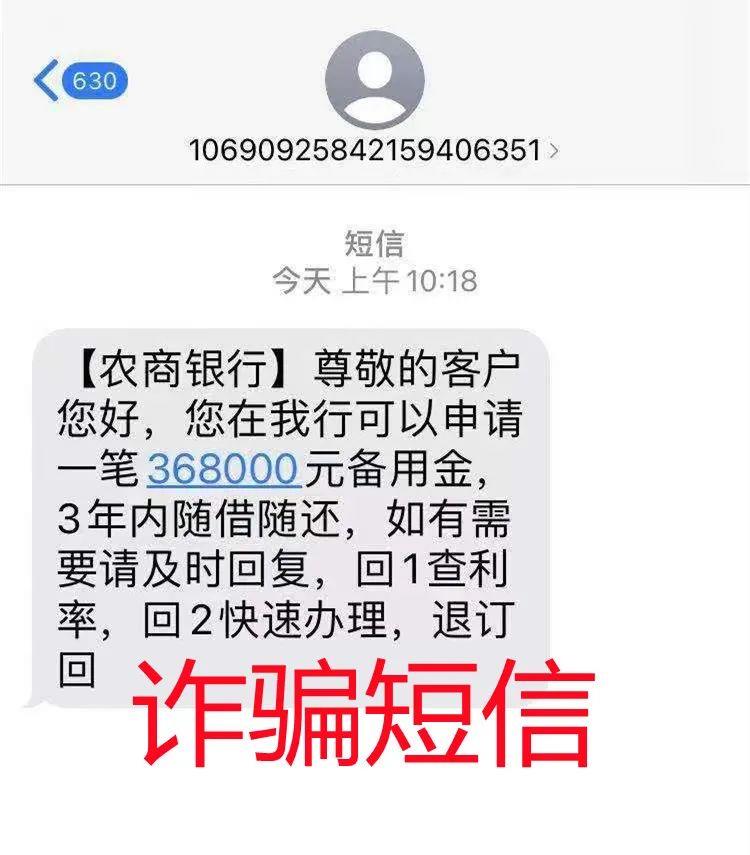 630
10690925842159406351
短信
今天 上午 10:18
【农商银行】尊敬的客户
您好，您在我行可以申请
一笔368000元备用金，
3年内随借随还，如有需
要请及时回复，回1查利
率，回2快速办理，退订
回
诈骗短信